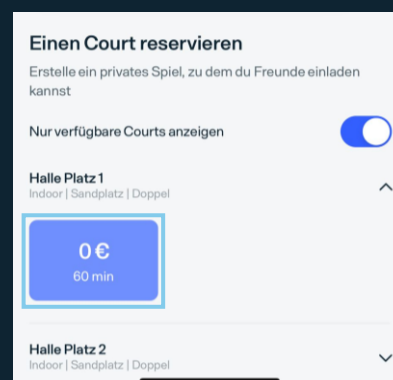 Einen Court reservieren
Erstelle ein privates Spiel, zu dem du Freunde einladen
kannst
Nur verfügbare Courts anzeigen
Halle Platz 1
Indoor | Sandplatz | Doppel
0 €
60 min
Halle Platz 2
Indoor | Sandplatz | Doppel